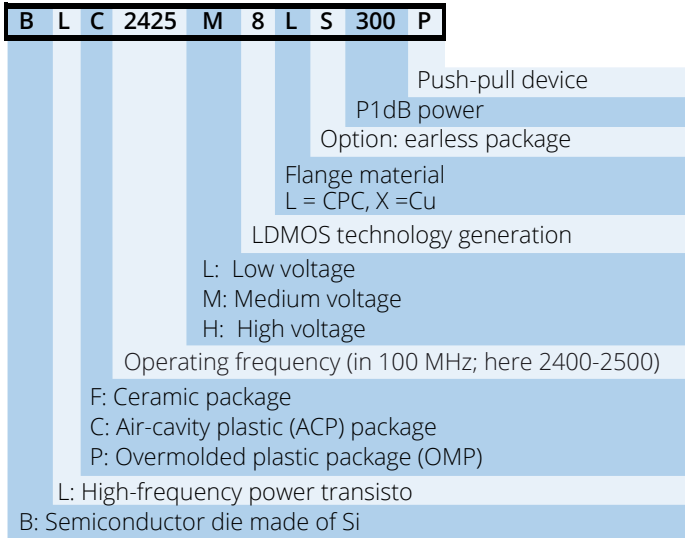 B L C 2425 M 8 L S 300 P
Push-pull device
P1dB power
Option: earless package
Flange material
L = CPC, X =Cu
LDMOS technology generation
L: Low voltage
M: Medium voltage
H: High voltage
Operating frequency (in 100 MHz; here 2400-2500)
F: Ceramic package
C: Air-cavity plastic (ACP) package
P: Overmolded plastic package (OMP)
L: High-frequency power transisto
B: Semiconductor die made of Si